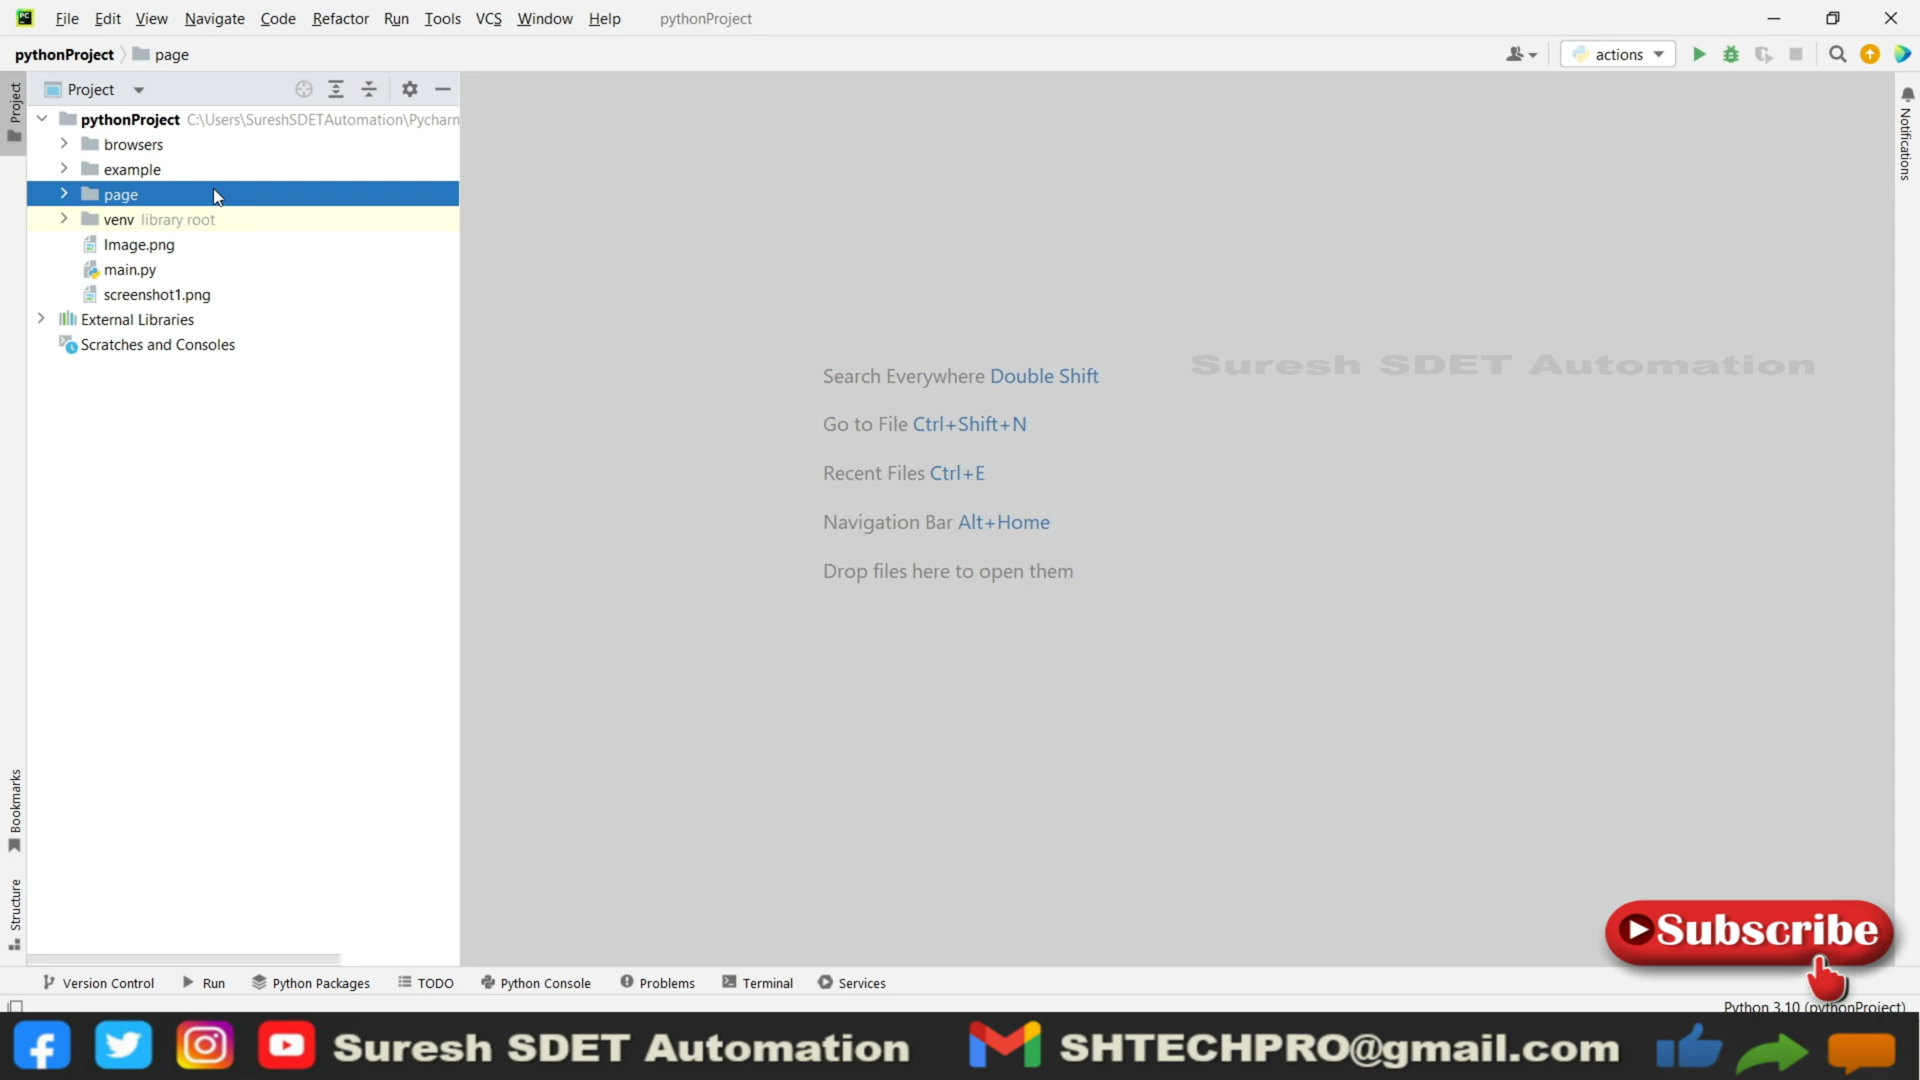 PC
File Edit View Navigate Code Refactor Run Tools VCS Window Help pythonProject
pythonProject page
actions
Project
Project
pythonProject C:\Users\SureshSDETAutomation\Pycharm
browsers
example
page
venv library root
Image.png
main.py
screenshot1.png
External Libraries
Scratches and Consoles
Search Everywhere Double Shift
Go to File Ctrl+Shift+N
Recent Files Ctrl+E
Navigation Bar Alt+Home
Drop files here to open them
Suresh SDET Automation
Notifications
Bookmarks
Structure
Subscribe
Version Control Run Python Packages TODO Python Console Problems Terminal Services
Python 3.10 (pythonProject)
Suresh SDET Automation SHTECHPRO@gmail.com